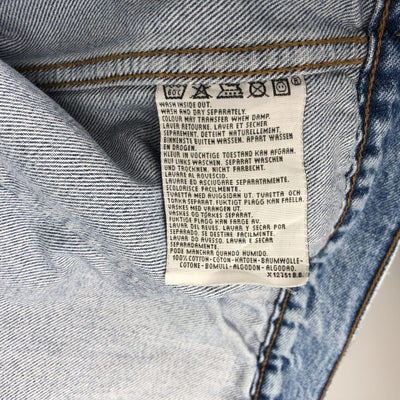 60
WASH INSIDE OUT.
WASH AND DRY SEPARATELY.
COLOUR MAY TRANSFER WHEN DAMP.
LAVER RETOURNE. LAVER ET SECHER
SEPAREMENT. DETEINT NATURELLEMENT.
BINNENSTE BUITEN WASSEN. APART WASSEN
EN DROGEN.
KLEUR IN VOCHTIGE TOESTAND KAN AFGAAN.
AUF LINKS WASCHEN. SEPARAT WASCHEN
UND TROCKNEN. NICHT FARBECHT.
LAVARE AL ROVESCIO.
LAVARE ED ASCIUGARE SEPARATAMENTE.
SCOLORISCE FACILMENTE.
TVÄTTA MED AVIGSIDAN UT. TVÄTTA OCH
TORKA SEPARAT. FUKTIGT PLAGG KAN FÄLLA.
VASKES MED VRANGEN UT.
VASKES OG TØRKES SEPARAT.
FUKTIG PLAGG KAN FARGE AV.
LAVAR DEL REVES. LAVAR Y SECAR POR
SEPARADO. SE DESTIÑE FACILMENTE.
LAVAR DO AVESSO. LAVAR E SECAR
SEPARADAMENTE.
PODE MANCHAR QUANDO HUMIDO.
100% COTTON - COTON - KATOEN - BAUMWOLLE -
COTONE - BOMULL - ALGODON - ALGODAO.
X 12751 B.B.